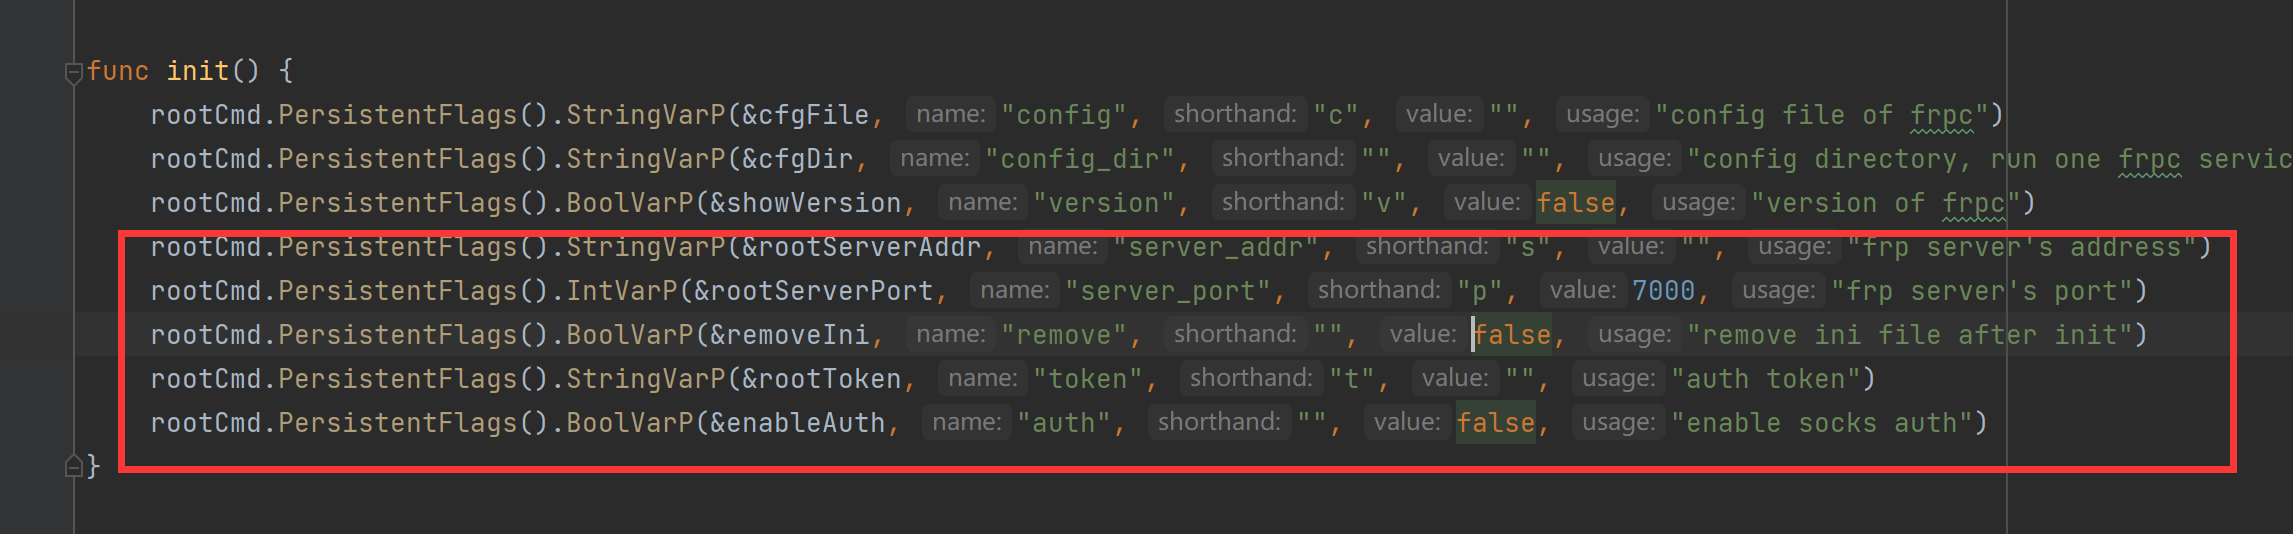 func init() {
rootCmd.PersistentFlags().StringVarP(&cfgFile, name: "config", shorthand: "c", value: "", usage: "config file of frpc")
rootCmd.PersistentFlags().StringVarP(&cfgDir, name: "config_dir", shorthand: "", value: "", usage: "config directory, run one frpc servic
rootCmd.PersistentFlags().BoolVarP(&showVersion, name: "version", shorthand: "v", value: false, usage: "version of frpc")
rootCmd.PersistentFlags().StringVarP(&rootServerAddr, name: "server_addr", shorthand: "s", value: "", usage: "frp server's address")
rootCmd.PersistentFlags().IntVarP(&rootServerPort, name: "server_port", shorthand: "p", value: 7000, usage: "frp server's port")
rootCmd.PersistentFlags().BoolVarP(&removeIni, name: "remove", shorthand: "", value: false, usage: "remove ini file after init")
rootCmd.PersistentFlags().StringVarP(&rootToken, name: "token", shorthand: "t", value: "", usage: "auth token")
rootCmd.PersistentFlags().BoolVarP(&enableAuth, name: "auth", shorthand: "", value: false, usage: "enable socks auth")
}